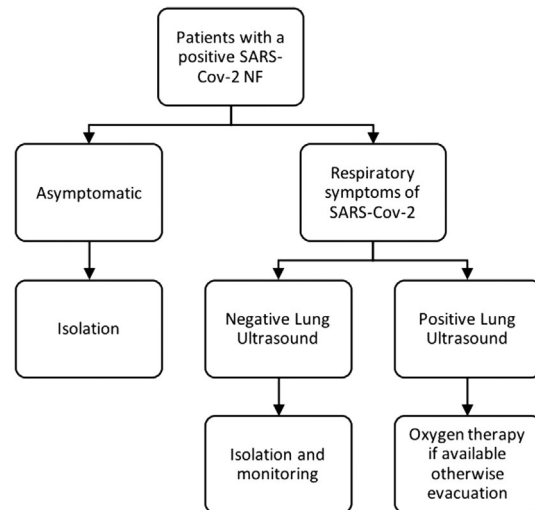 Patients with a
positive SARS-
Cov-2 NF
Asymptomatic
Respiratory
symptoms of
SARS-Cov-2
Isolation
Negative Lung
Ultrasound
Positive Lung
Ultrasound
Isolation and
monitoring
Oxygen therapy
if available
otherwise
evacuation